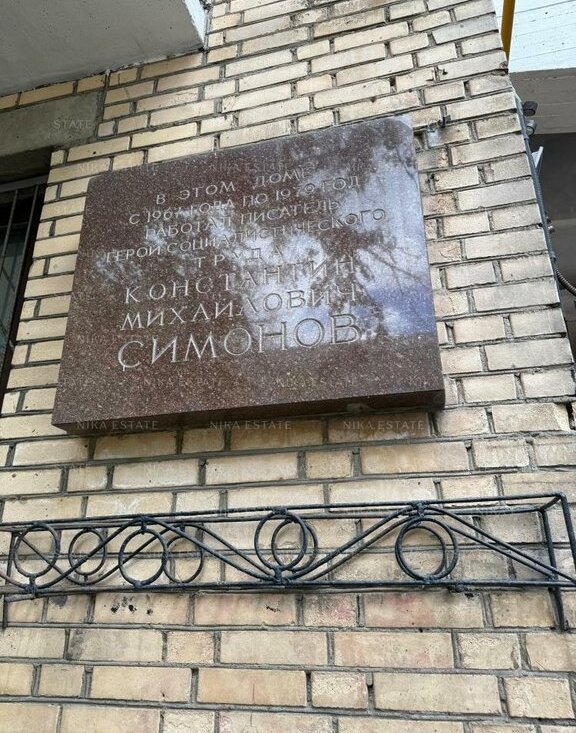 В ЭТОМ ДОМЕ
С 1967 ГОДА ПО 1979 ГОД
РАБОТАЛ ПИСАТЕЛЬ
ГЕРОЙ СОЦИАЛИСТИЧЕСКОГО
ТРУДА
КОНСТАНТИН
МИХАЙЛОВИЧ
СИМОНОВ
NIKA ESTATE NIKA ESTATE NIKA ESTATE